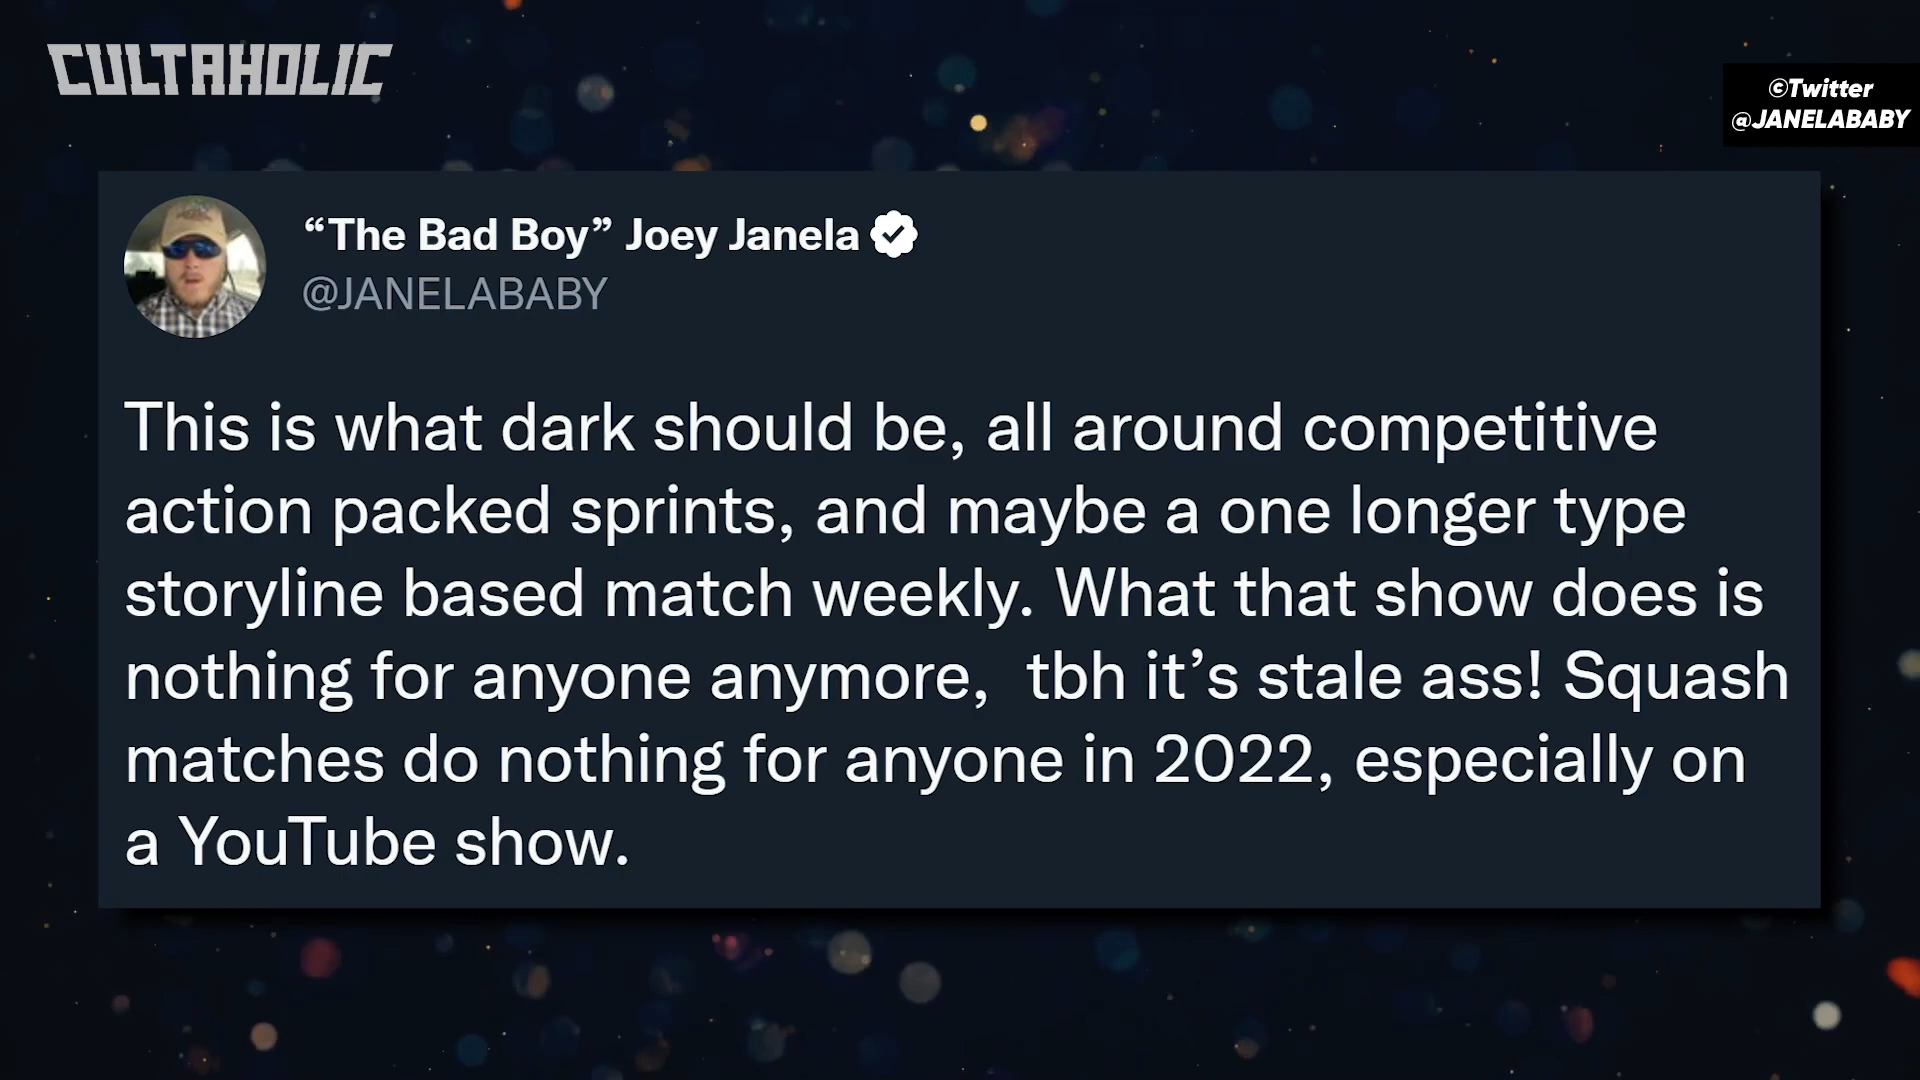 CULTAHOLIC
©Twitter
@JANELABABY
“The Bad Boy” Joey Janela
@JANELABABY
This is what dark should be, all around competitive
action packed sprints, and maybe a one longer type
storyline based match weekly. What that show does is
nothing for anyone anymore,  tbh it’s stale ass! Squash
matches do nothing for anyone in 2022, especially on
a YouTube show.